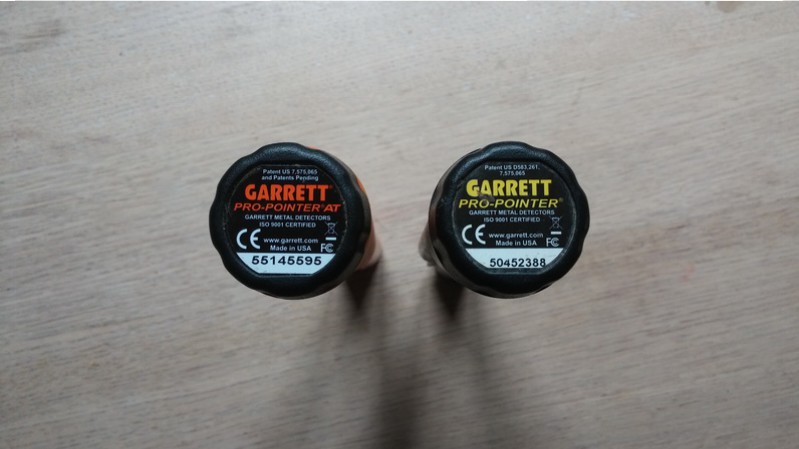 Patent US 7,575,065
and Patents Pending
GARRETT®
PRO-POINTER® AT
GARRETT METAL DETECTORS
ISO 9001 CERTIFIED
CE www.garrett.com
Made in USA FC
55145595
Patent US D583,261,
7,575,065
GARRETT
PRO-POINTER®
GARRETT METAL DETECTORS
ISO 9001 CERTIFIED
CE www.garrett.com
Made in USA FC
50452388